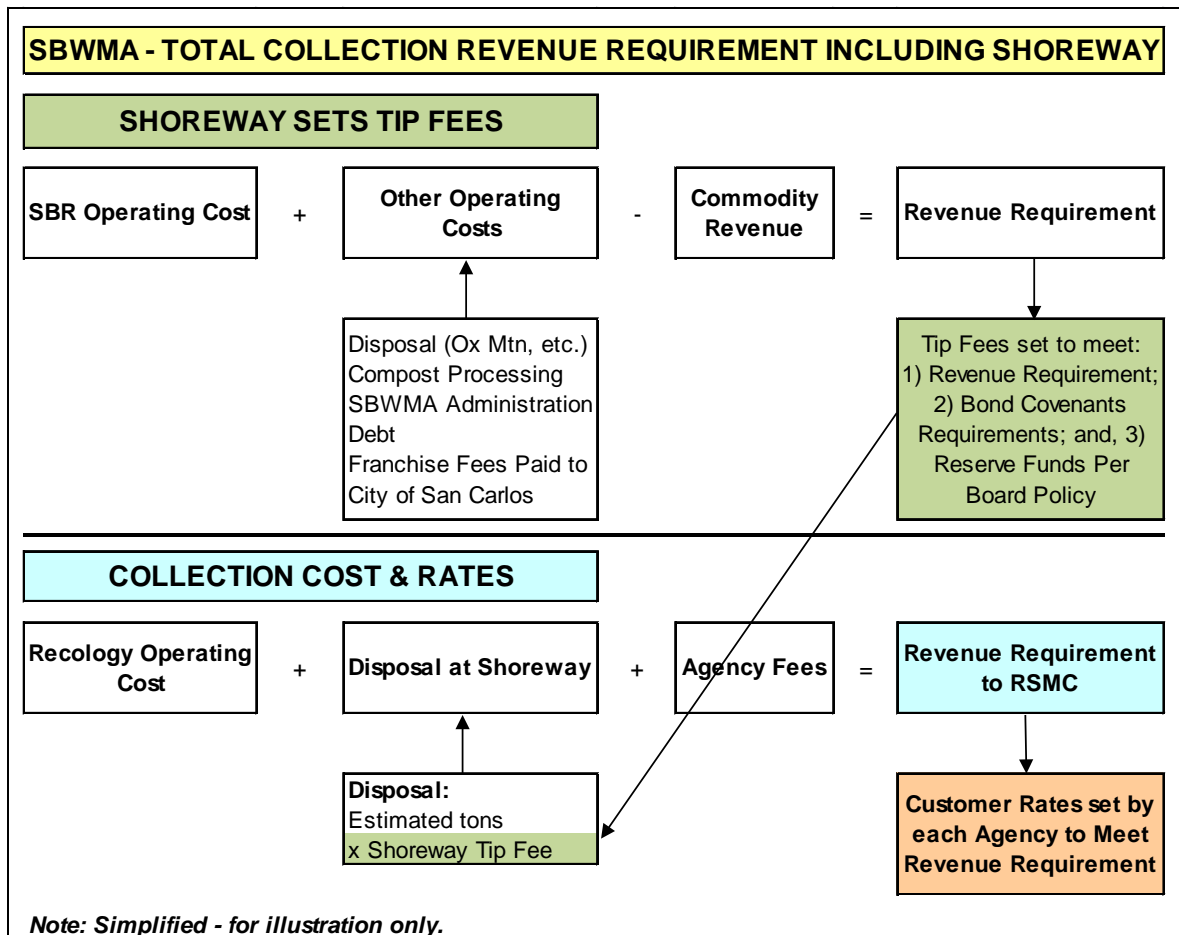 SBWMA - TOTAL COLLECTION REVENUE REQUIREMENT INCLUDING SHOREWAY
SHOREWAY SETS TIP FEES
SBR Operating Cost
+
Other Operating
Costs
-
Commodity
Revenue
=
Revenue Requirement
Disposal (Ox Mtn, etc.)
Compost Processing
SBWMA Administration
Debt
Franchise Fees Paid to
City of San Carlos
Tip Fees set to meet:
1) Revenue Requirement;
2) Bond Covenants
Requirements; and, 3)
Reserve Funds Per
Board Policy
COLLECTION COST & RATES
Recology Operating
Cost
+
Disposal at Shoreway
+
Agency Fees
=
Revenue Requirement
to RSMC
Disposal:
Estimated tons
x Shoreway Tip Fee
Customer Rates set by
each Agency to Meet
Revenue Requirement
Note: Simplified - for illustration only.